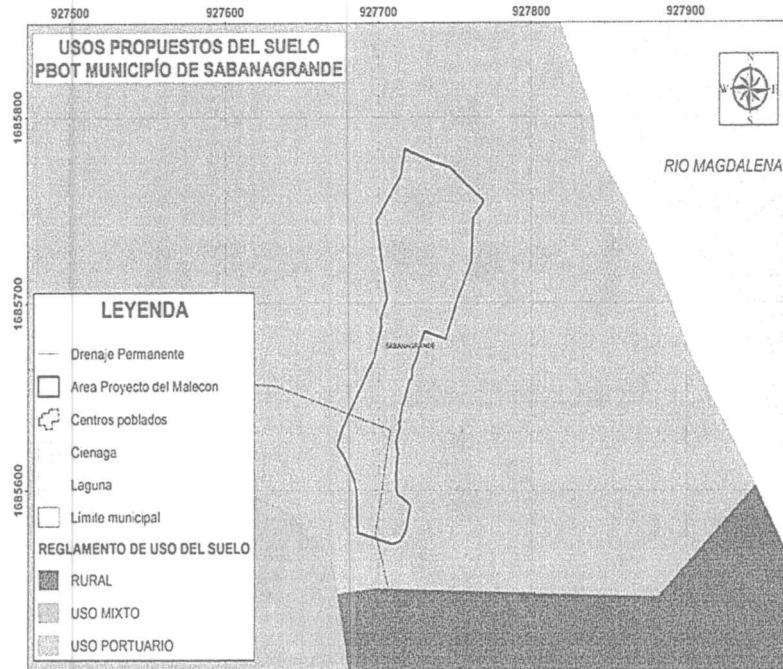 927500 927600 927700 927800 927900
USOS PROPUESTOS DEL SUELO
PBOT MUNICIPÍO DE SABANAGRANDE
N
W E
S
1685800
RIO MAGDALENA
1685700
SABANAGRANDE
LEYENDA
Drenaje Permanente
Area Proyecto del Malecon
Centros poblados
Cienaga
Laguna
Límite municipal
1685600
REGLAMENTO DE USO DEL SUELO
RURAL
USO MIXTO
USO PORTUARIO